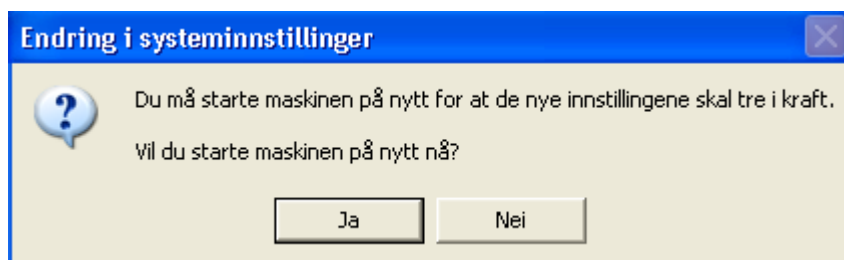 Endring i systeminnstillinger
Du må starte maskinen på nytt for at de nye innstillingene skal tre i kraft.
Vil du starte maskinen på nytt nå?
Ja
Nei